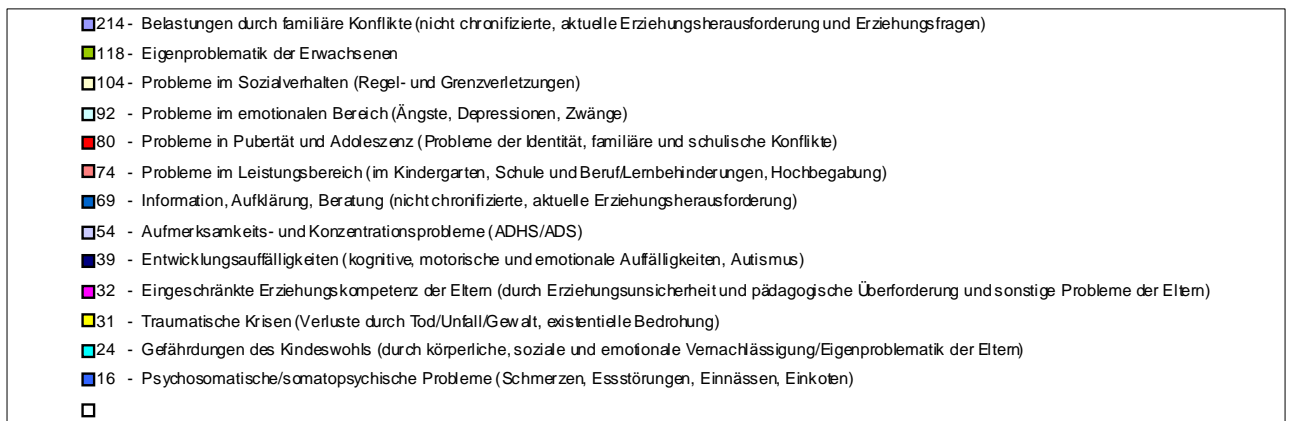 214 - Belastungen durch familiäre Konflikte (nicht chronifizierte, aktuelle Erziehungsherausforderung und Erziehungsfragen)
118 - Eigenproblematik der Erwachsenen
104 - Probleme im Sozialverhalten (Regel- und Grenzverletzungen)
92 - Probleme im emotionalen Bereich (Ängste, Depressionen, Zwänge)
80 - Probleme in Pubertät und Adoleszenz (Probleme der Identität, familiäre und schulische Konflikte)
74 - Probleme im Leistungsbereich (im Kindergarten, Schule und Beruf/Lernbehinderungen, Hochbegabung)
69 - Information, Aufklärung, Beratung (nicht chronifizierte, aktuelle Erziehungsherausforderung)
54 - Aufmerksamkeits- und Konzentrationsprobleme (ADHS/ADS)
39 - Entwicklungsauffälligkeiten (kognitive, motorische und emotionale Auffälligkeiten, Autismus)
32 - Eingeschränkte Erziehungskompetenz der Eltern (durch Erziehungsunsicherheit und pädagogische Überforderung und sonstige Probleme der Eltern)
31 - Traumatische Krisen (Verluste durch Tod/Unfall/Gewalt, existentielle Bedrohung)
24 - Gefährdungen des Kindeswohls (durch körperliche, soziale und emotionale Vernachlässigung/Eigenproblematik der Eltern)
16 - Psychosomatische/somatopsychische Probleme (Schmerzen, Essstörungen, Einnässen, Einkoten)